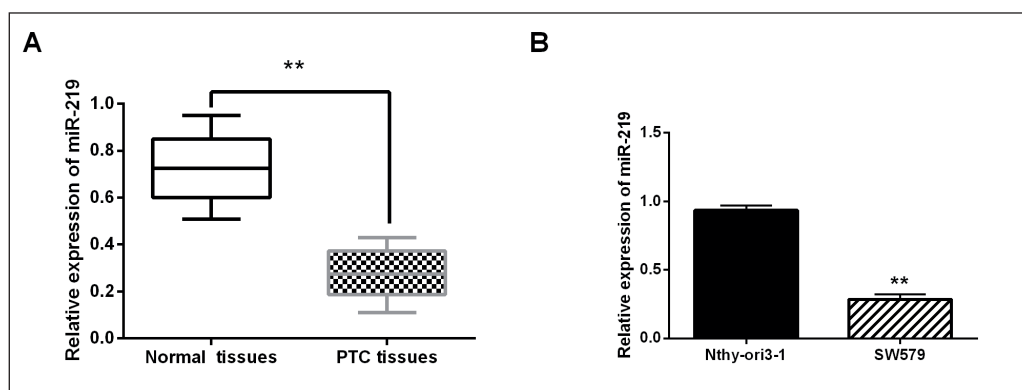 A
**
Relative expression of miR-219
1.0
0.8
0.6
0.4
0.2
0.0
Normal tissues
PTC tissues
B
Relative expression of miR-219
1.5
1.0
0.5
0.0
**
Nthy-ori3-1
SW579